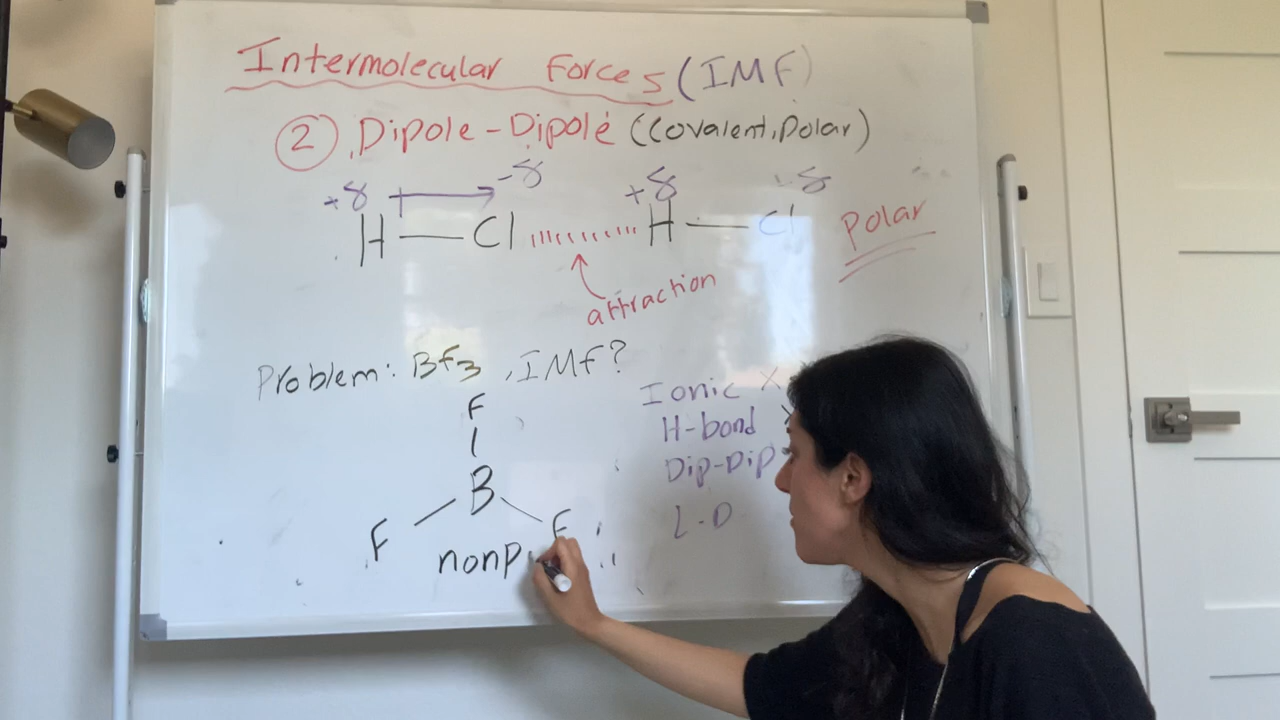 Intermolecular Forces (IMF)
② Dipole-Dipole (Covalent, Polar)
+δ -δ +δ -δ
H — Cl H — Cl Polar
attraction
Problem: BF3, IMF?
Ionic X
H-bond
Dip-Dip
L-D
F
B
F F
nonp